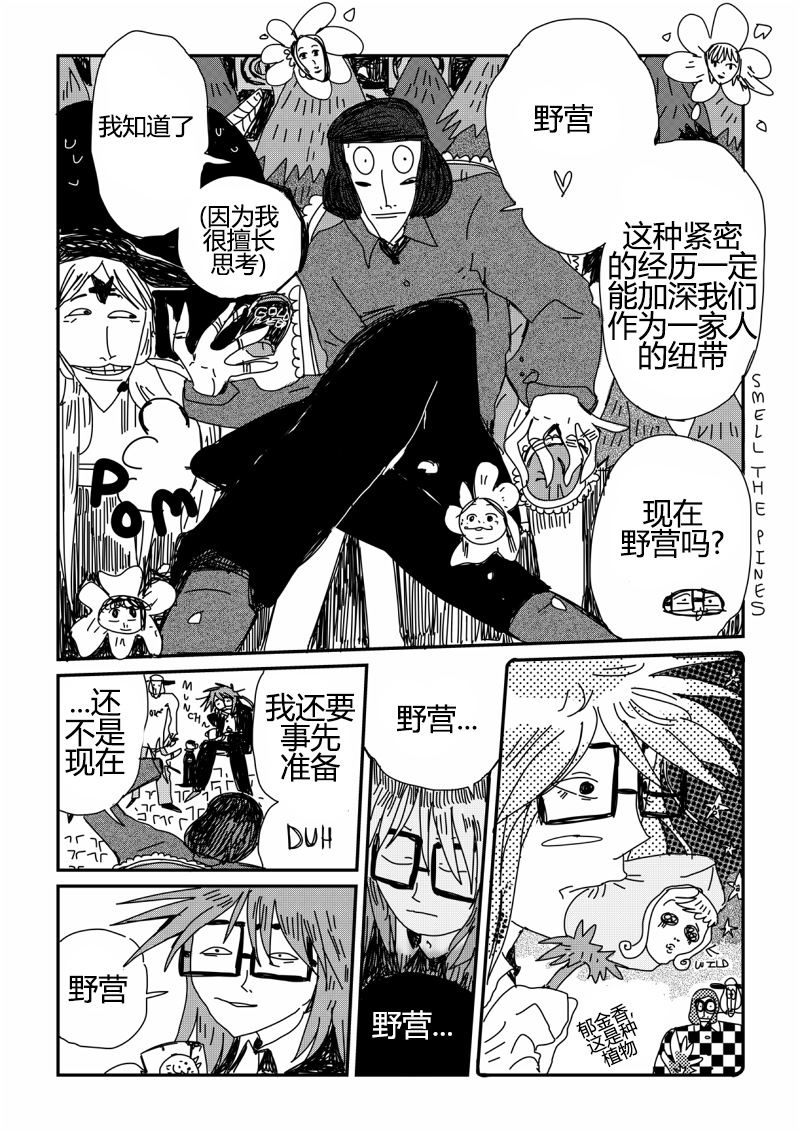 野营
♡
这种紧密
的经历一定
能加深我们
作为一家人
的纽带
我知道了
(因为我
很擅长
思考)
POM
SMELL THE PINES
现在
野营吗?
我还要
事先
准备
DUH
MUNCH
...还
不是
现在
野营...
野营...
WILD
郁金香,
这是种
植物
野营